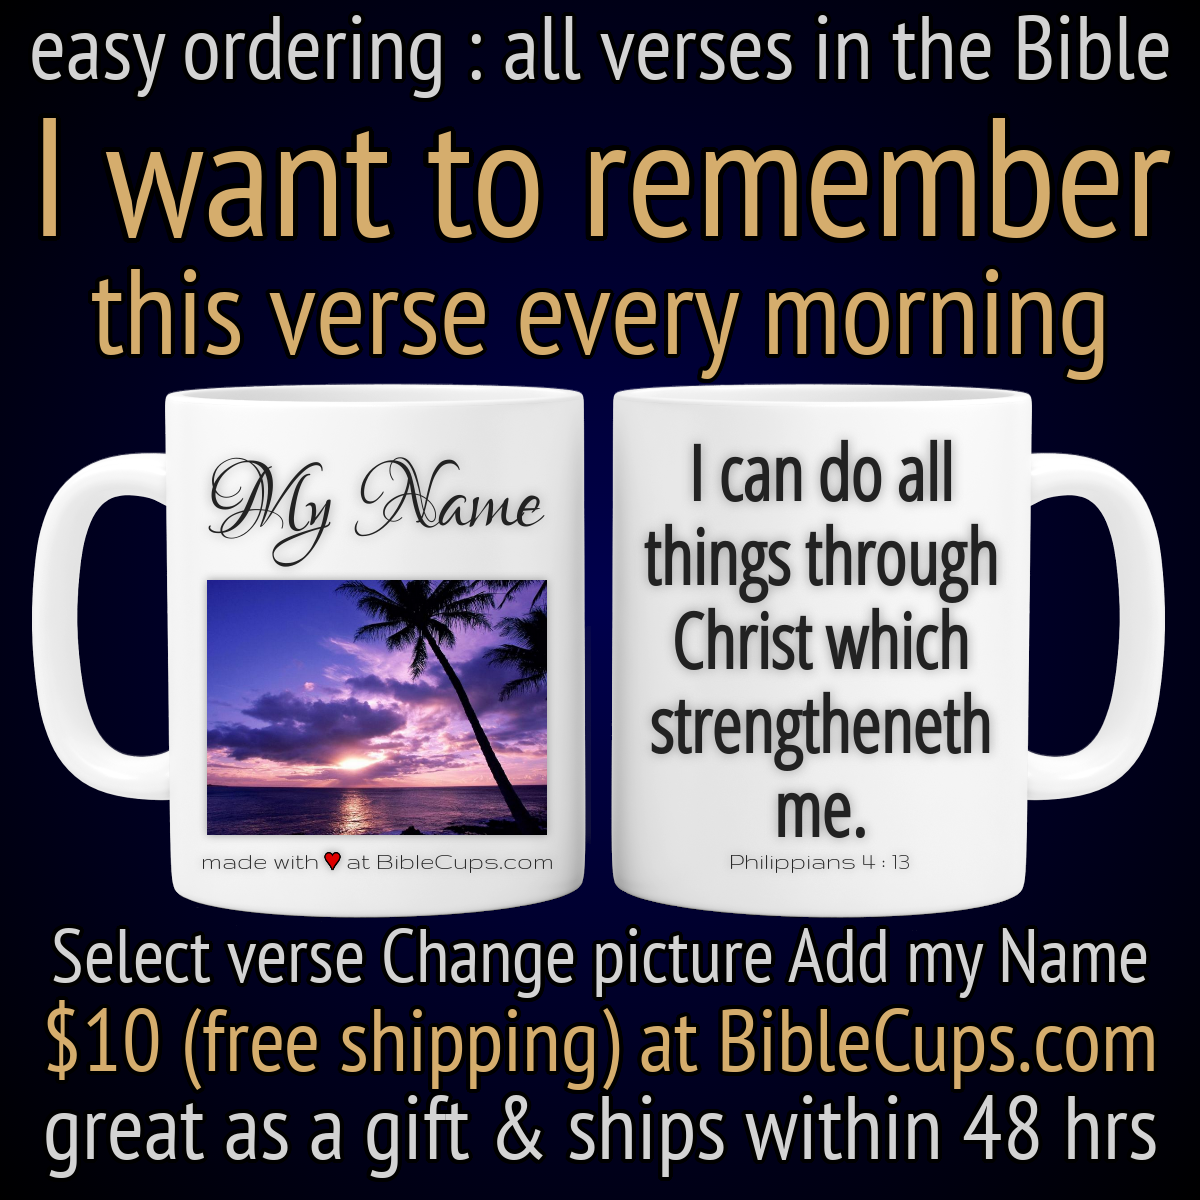 easy ordering : all verses in the Bible
I want to remember
this verse every morning
My Name
made with ♥ at BibleCups.com
I can do all
things through
Christ which
strengtheneth
me.
Philippians 4 : 13
Select verse Change picture Add my Name
$10 (free shipping) at BibleCups.com
great as a gift & ships within 48 hrs